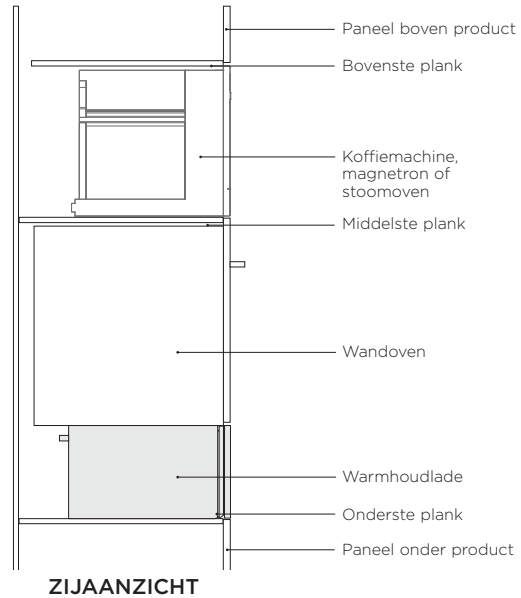 Paneel boven product
Bovenste plank
Koffiemachine,
magnetron of
stoomoven
Middelste plank
Wandoven
Warmhoudlade
Onderste plank
Paneel onder product
ZIJAANZICHT